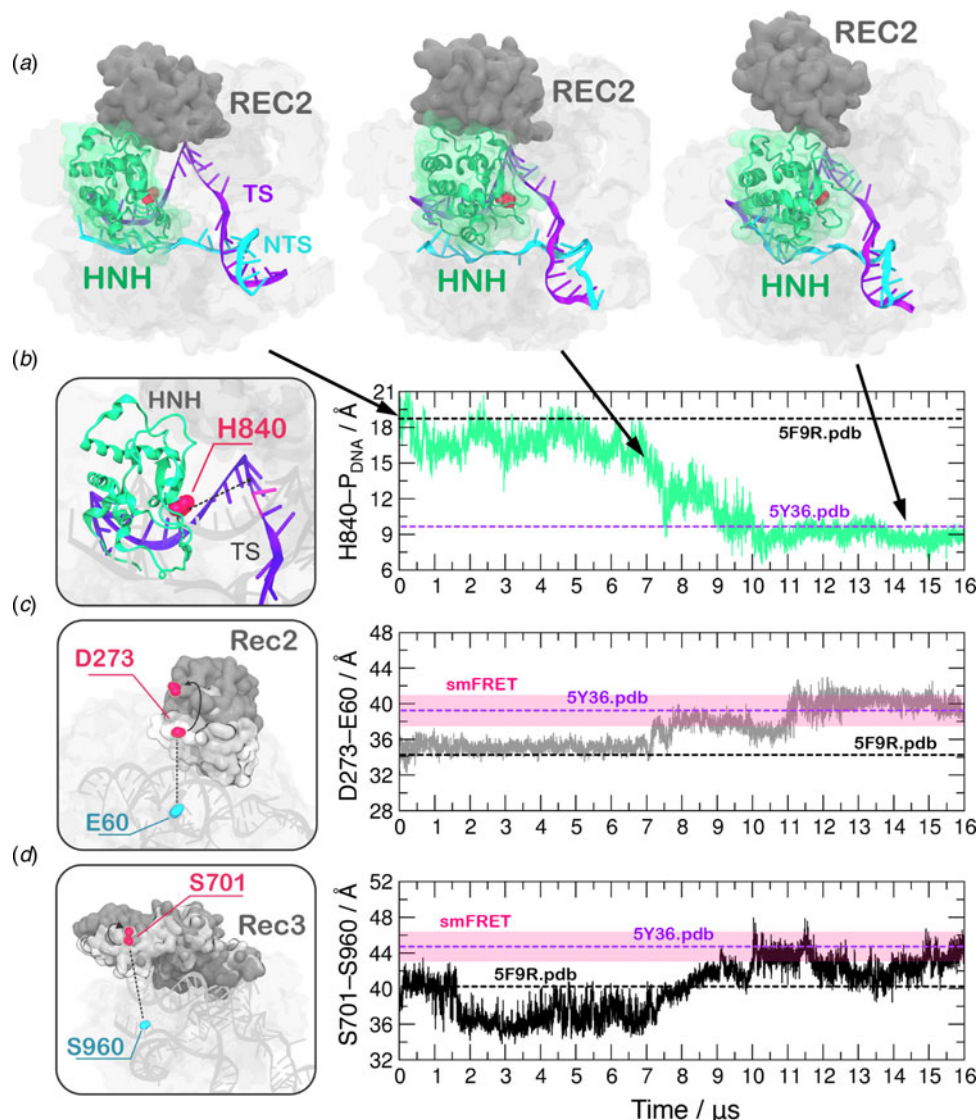 (a)
REC2
REC2
REC2
TS
NTS
HNH
HNH
HNH
(b)
HNH
H840
TS
H840–P_DNA / Å
21
18
15
12
9
6
5F9R.pdb
5Y36.pdb
0 1 2 3 4 5 6 7 8 9 10 11 12 13 14 15 16
(c)
Rec2
D273
E60
D273–E60 / Å
48
44
40
36
32
28
smFRET
5Y36.pdb
5F9R.pdb
0 1 2 3 4 5 6 7 8 9 10 11 12 13 14 15 16
(d)
S701
Rec3
S960
S701–S960 / Å
52
48
44
40
36
32
smFRET
5Y36.pdb
5F9R.pdb
0 1 2 3 4 5 6 7 8 9 10 11 12 13 14 15 16
Time / μs